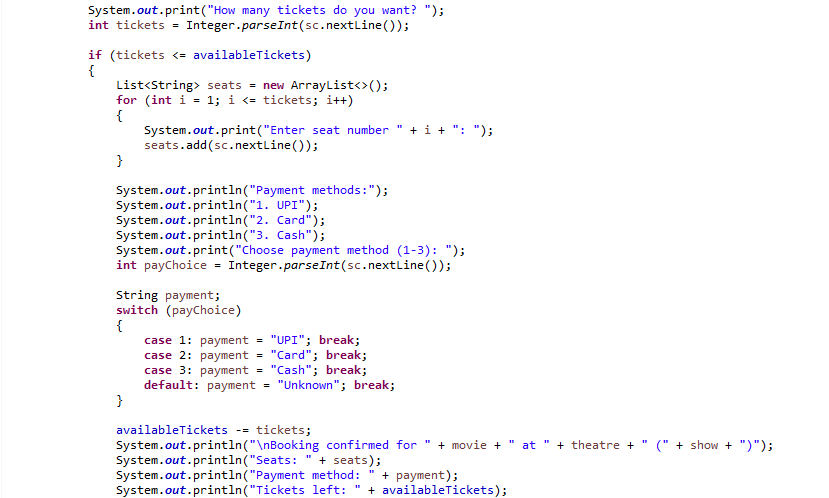 System.out.print("How many tickets do you want? ");
int tickets = Integer.parseInt(sc.nextLine());
if (tickets <= availableTickets)
{
List<String> seats = new ArrayList<>();
for (int i = 1; i <= tickets; i++)
{
System.out.print("Enter seat number " + i + ": ");
seats.add(sc.nextLine());
}
System.out.println("Payment methods:");
System.out.println("1. UPI");
System.out.println("2. Card");
System.out.println("3. Cash");
System.out.print("Choose payment method (1-3): ");
int payChoice = Integer.parseInt(sc.nextLine());
String payment;
switch (payChoice)
{
case 1: payment = "UPI"; break;
case 2: payment = "Card"; break;
case 3: payment = "Cash"; break;
default: payment = "Unknown"; break;
}
availableTickets -= tickets;
System.out.println("\nBooking confirmed for " + movie + " at " + theatre + " (" + show + ")");
System.out.println("Seats: " + seats);
System.out.println("Payment method: " + payment);
System.out.println("Tickets left: " + availableTickets);